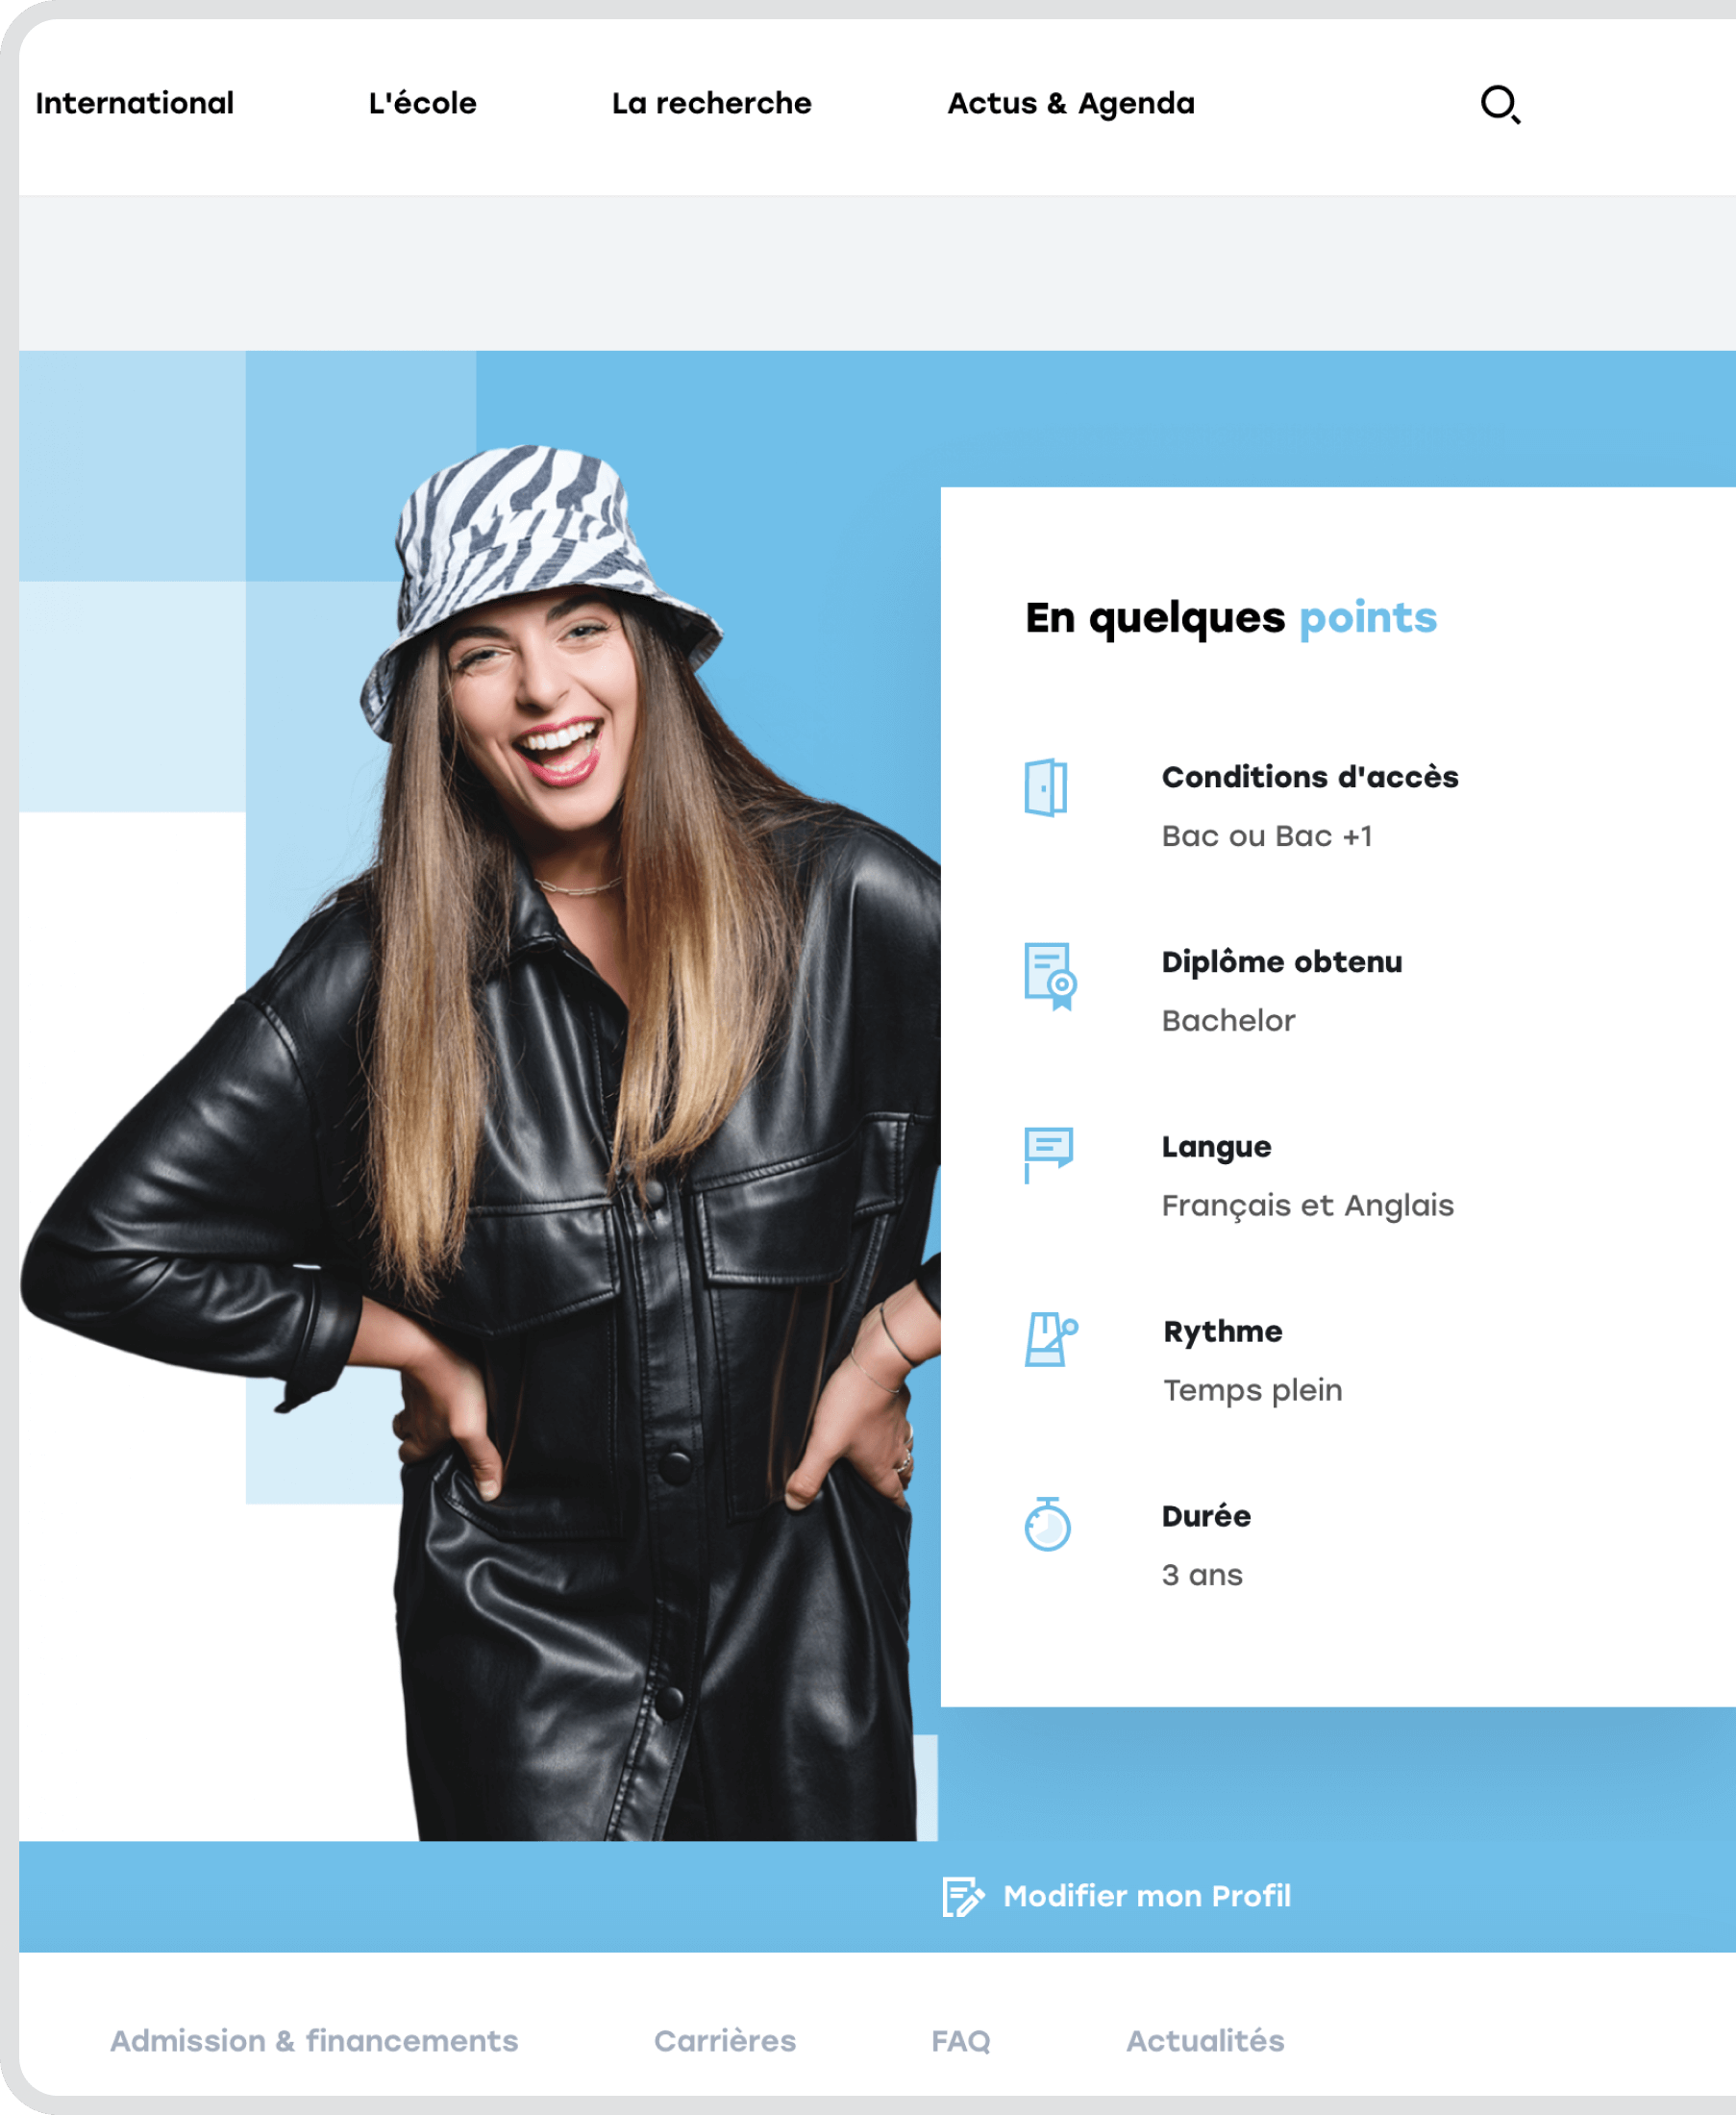 International
L'école
La recherche
Actus & Agenda
En quelques points
Conditions d'accès
Bac ou Bac +1
Diplôme obtenu
Bachelor
Langue
Français et Anglais
Rythme
Temps plein
Durée
3 ans
Modifier mon Profil
Admission & financements
Carrières
FAQ
Actualités